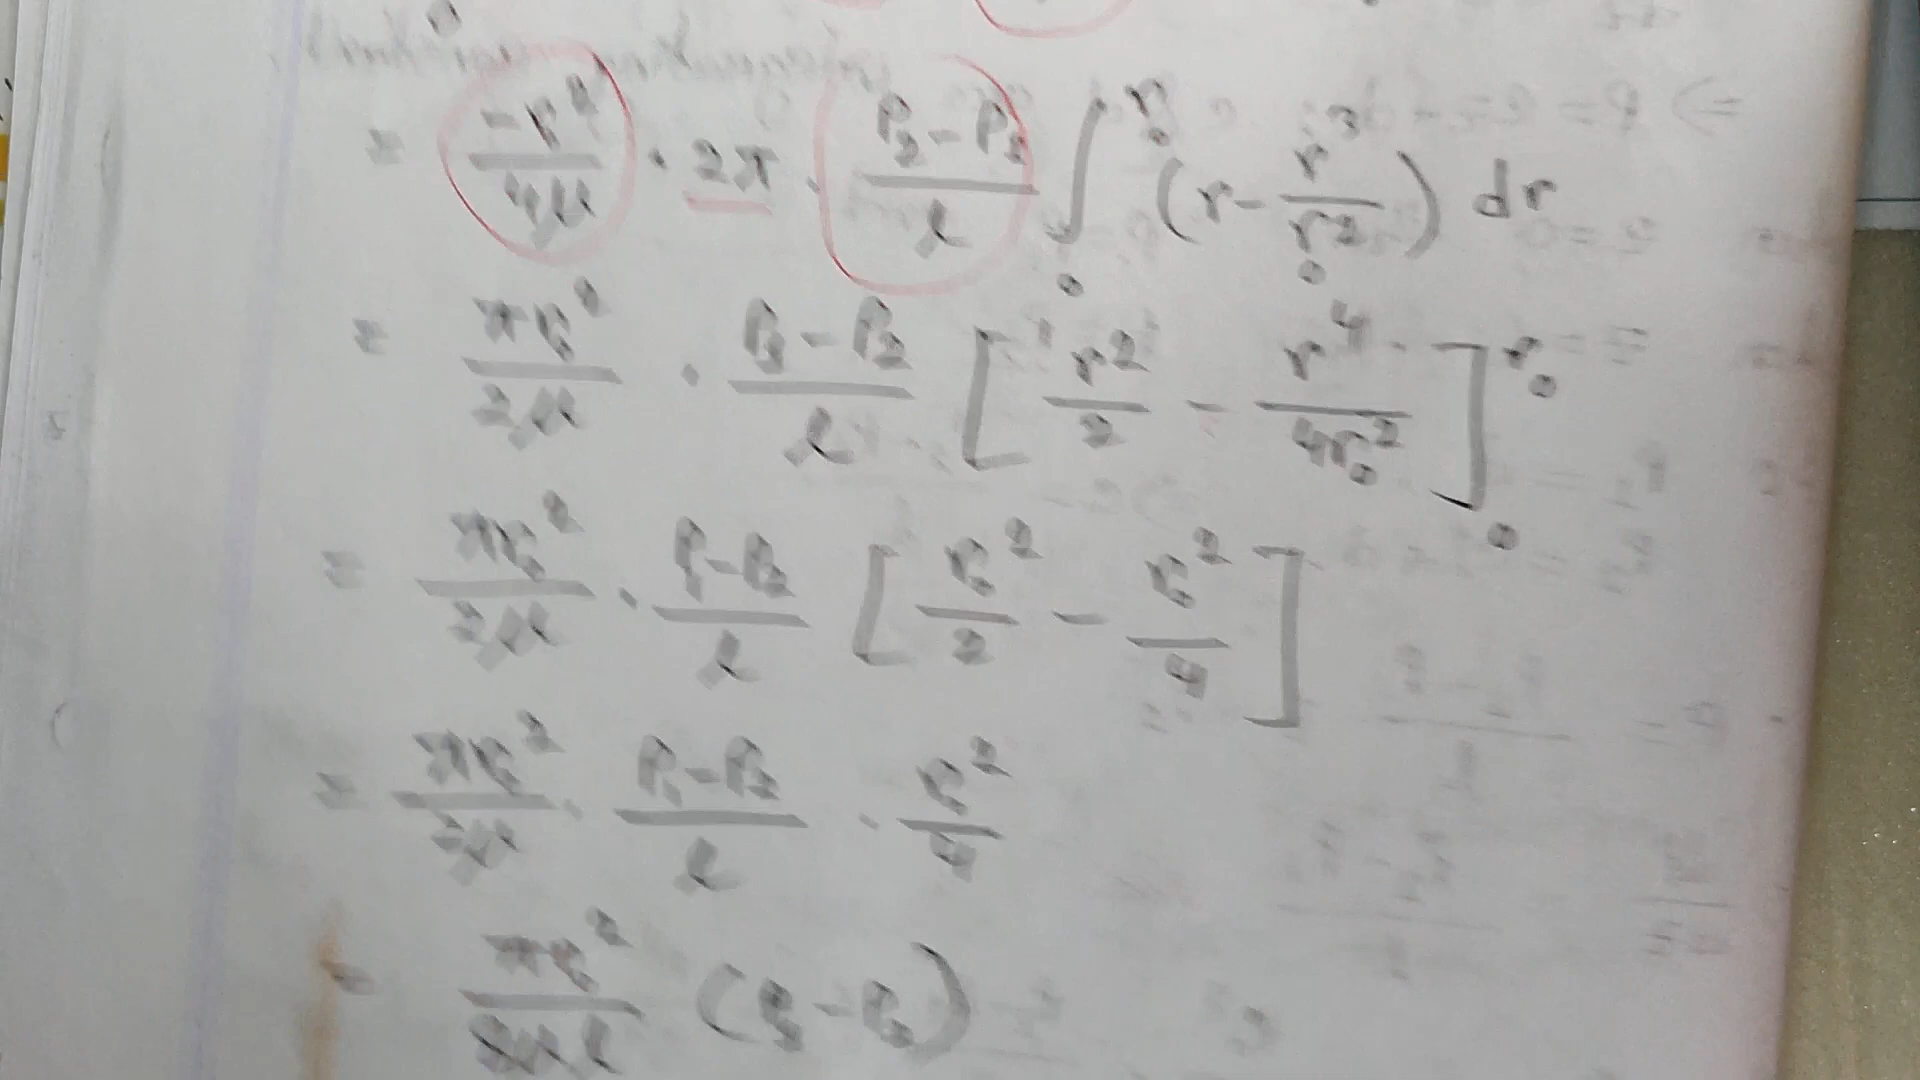 = -r₀²/4μ · 2π · P₁-P₂/l ∫₀^r₀ (r - r³/r₀²) dr
= πr₀²/2μ · P₁-P₂/l [r²/2 - r⁴/4r₀²]₀^r₀
= πr₀²/2μ · P₁-P₂/l [r₀²/2 - r₀²/4]
= πr₀²/2μ · P₁-P₂/l · r₀²/4
= πr₀²/8μl (P₁-P₂)